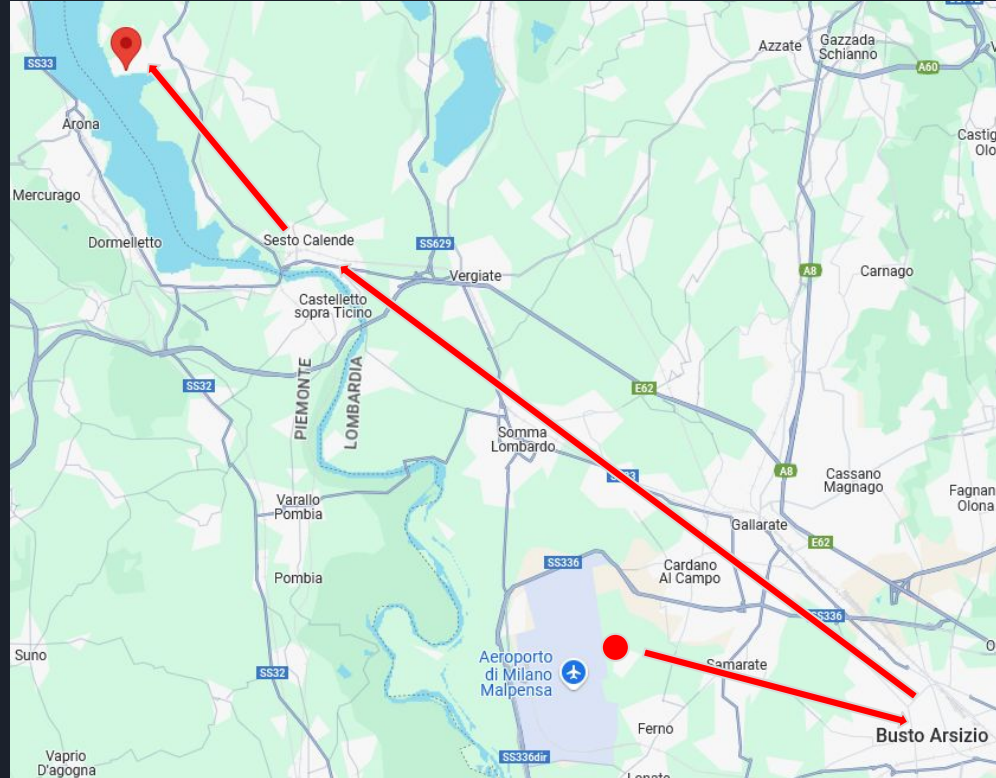 Azzate
Gazzada
Schianno
SS33
A60
Arona
Castig
Olo
Mercurago
Dormelletto
Sesto Calende
SS629
Vergiate
A8
Carnago
Castelletto
sopra Ticino
PIEMONTE
LOMBARDIA
SS32
E62
Somma
Lombardo
A8
Cassano
Magnago
Fagnan
Olona
Varallo
Pombia
Gallarate
E62
SS336
Cardano
Al Campo
Pombia
SS336
Suno
SS32
Aeroporto
di Milano
Malpensa
Samarate
Ferno
Busto Arsizio
Vaprio
D'agogna
SS336dir